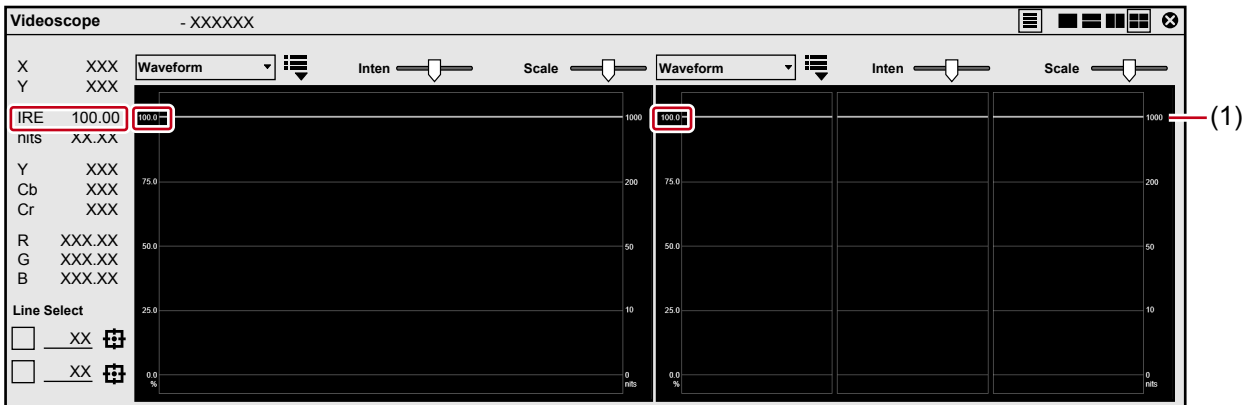 Videoscope - XXXXXX
X XXX Waveform Inten Scale Waveform Inten Scale
Y XXX
IRE 100.00 100.0 1000 100.0 1000 (1)
nits XX.XX
Y XXX 75.0 200 75.0 200
Cb XXX
Cr XXX
R XXX.XX 50.0 50 50.0 50
G XXX.XX
B XXX.XX
Line Select 25.0 10 25.0 10
XX
XX 0.0 0 0.0 0
% nits % nits